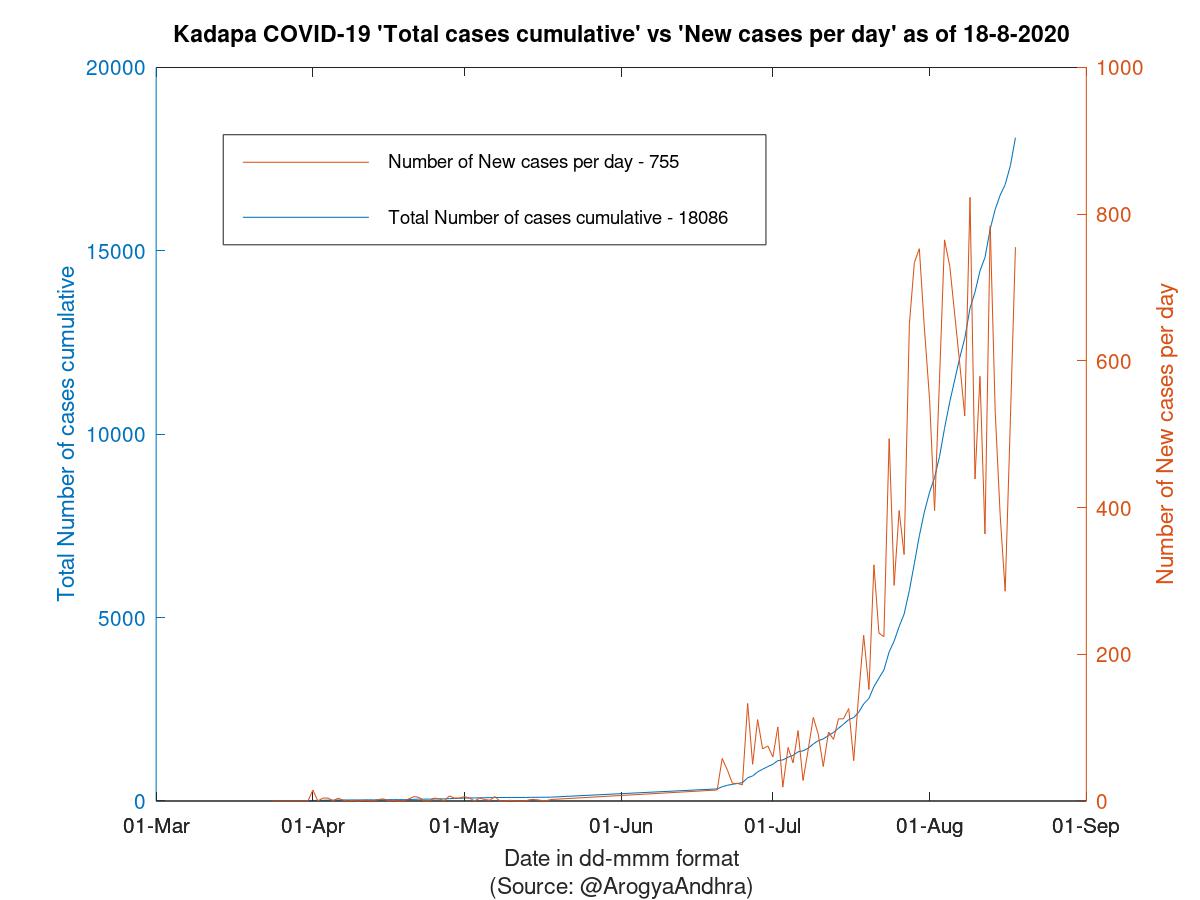 Kadapa COVID-19 'Total cases cumulative' vs 'New cases per day' as of 18-8-2020
20000
15000
10000
5000
0
Total Number of cases cumulative
Number of New cases per day - 755
Total Number of cases cumulative - 18086
1000
800
600
400
200
0
Number of New cases per day
01-Mar 01-Apr 01-May 01-Jun 01-Jul 01-Aug 01-Sep
Date in dd-mmm format
(Source: @ArogyaAndhra)